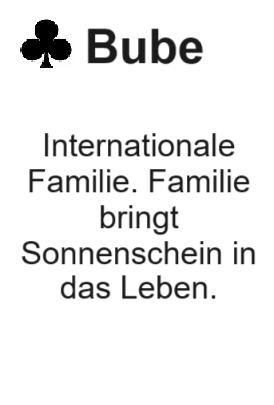 ♣ Bube
Internationale
Familie. Familie
bringt
Sonnenschein in
das Leben.